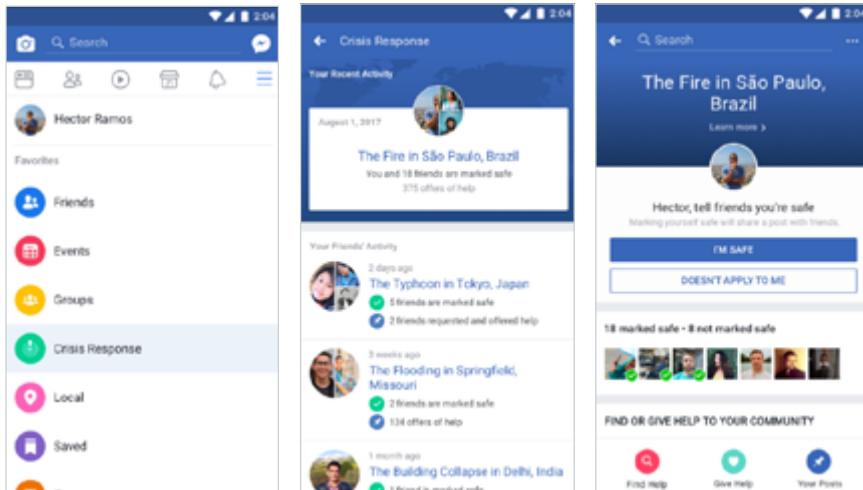 2:04
Search
Hector Ramos
Favorites
Friends
Events
Groups
Crisis Response
Local
Saved
2:04
Crisis Response
Your Recent Activity
August 1, 2017
The Fire in São Paulo, Brazil
You and 18 friends are marked safe
375 offers of help
Your Friends' Activity
2 days ago
The Typhoon in Tokyo, Japan
5 friends are marked safe
2 friends requested and offered help
3 weeks ago
The Flooding in Springfield,
Missouri
2 friends are marked safe
134 offers of help
1 month ago
The Building Collapse in Delhi, India
1 friend is marked safe
2:04
Search
The Fire in São Paulo,
Brazil
Learn more >
Hector, tell friends you're safe
Marking yourself safe will share a post with friends.
I'M SAFE
DOESN'T APPLY TO ME
18 marked safe • 8 not marked safe
FIND OR GIVE HELP TO YOUR COMMUNITY
Find Help
Give Help
Your Posts